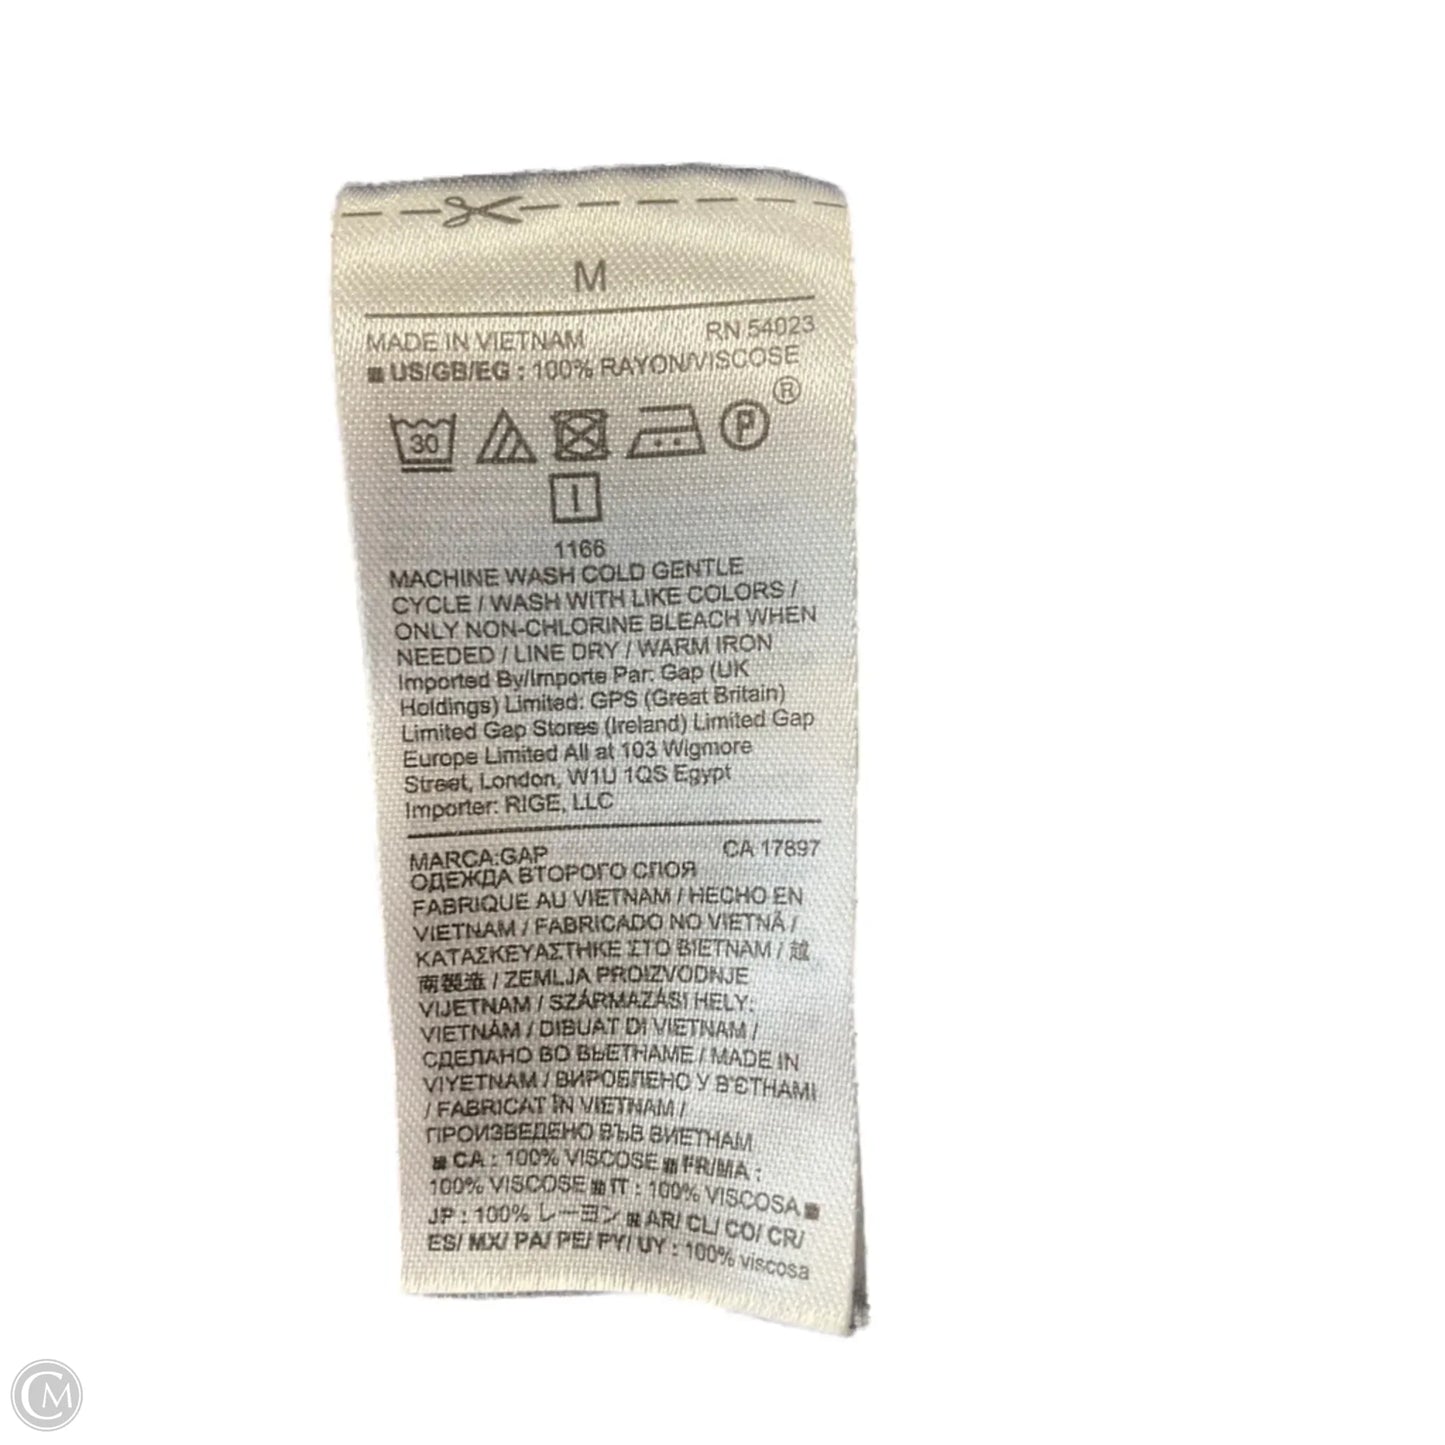 M
MADE IN VIETNAM RN 54023
US/GB/EG : 100% RAYON/VISCOSE
30 P ®
1166
MACHINE WASH COLD GENTLE
CYCLE / WASH WITH LIKE COLORS /
ONLY NON-CHLORINE BLEACH WHEN
NEEDED / LINE DRY / WARM IRON
Imported By/Importe Par: Gap (UK
Holdings) Limited: GPS (Great Britain)
Limited Gap Stores (Ireland) Limited Gap
Europe Limited All at 103 Wigmore
Street, London, W1U 1QS Egypt
Importer: RIGE, LLC
MARCA:GAP CA 17897
ОДЕЖДА ВТОРОГО СЛОЯ
FABRIQUE AU VIETNAM / HECHO EN
VIETNAM / FABRICADO NO VIETNÃ /
ΚΑΤΑΣΚΕΥΑΣΤΗΚΕ ΣΤΟ ΒΙΕΤΝΑΜ / 越
南製造 / ZEMLJA PROIZVODNJE
VIJETNAM / SZÁRMAZÁSI HELY:
VIETNÁM / DIBUAT DI VIETNAM /
СДЕЛАНО ВО ВЬЕТНАМЕ / MADE IN
VIYETNAM / ВИРОБЛЕНО У В'ЄТНАМІ
/ FABRICAT ÎN VIETNAM /
ПРОИЗВЕДЕНО ВЪВ ВИЕТНАМ
CA : 100% VISCOSE FR/MA :
100% VISCOSE IT : 100% VISCOSA
JP : 100% レーヨン AR/ CL/ CO/ CR/
ES/ MX/ PA/ PE/ PY/ UY : 100% viscosa
CM